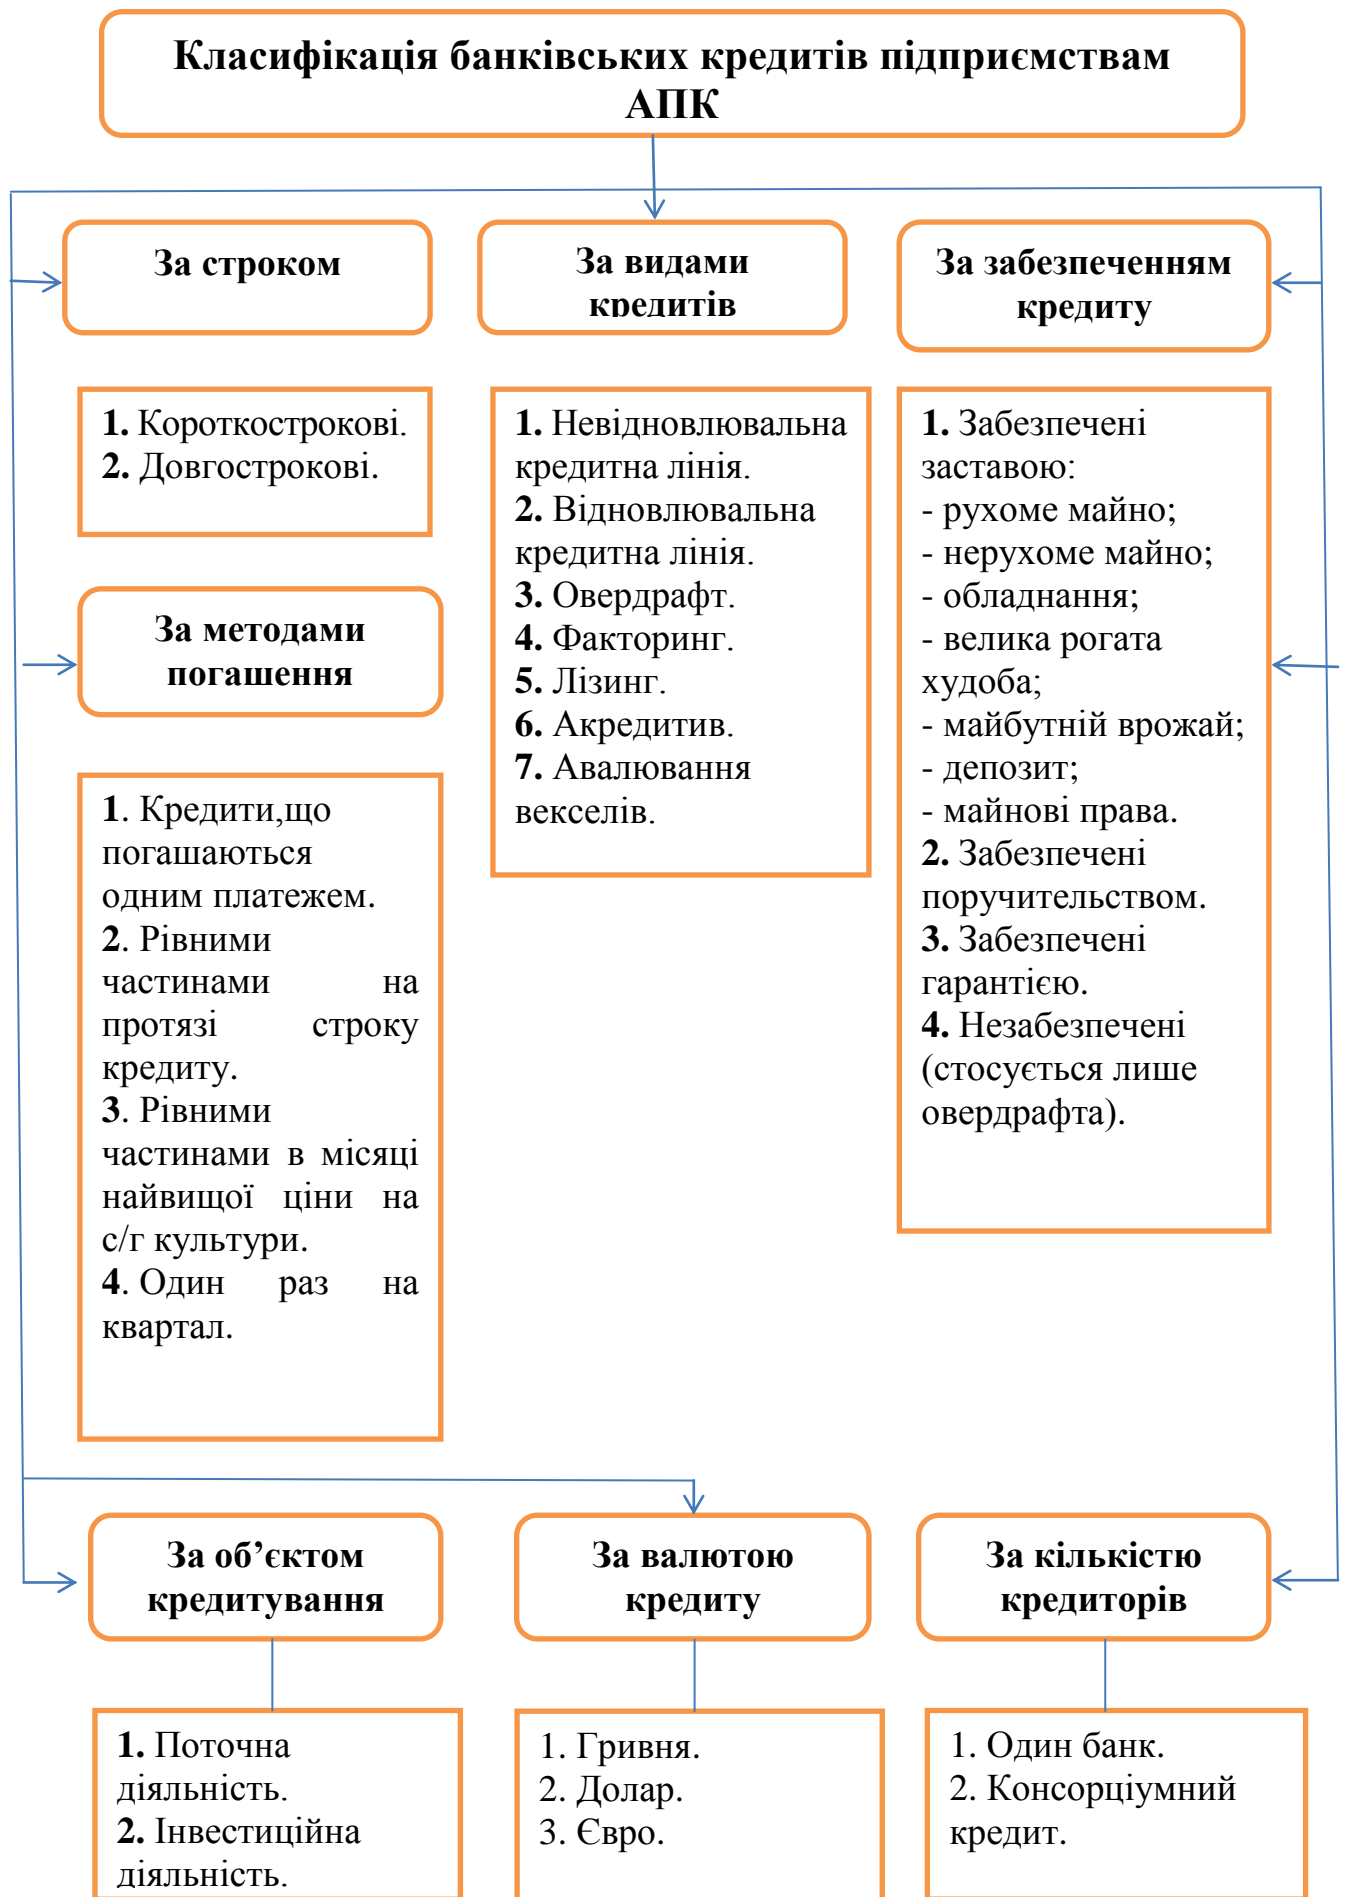 Класифікація банківських кредитів підприємствам
АПК
За строком
За видами
кредитів
За забезпеченням
кредиту
1. Короткострокові.
2. Довгострокові.
1. Невідновлювальна
кредитна лінія.
2. Відновлювальна
кредитна лінія.
3. Овердрафт.
4. Факторинг.
5. Лізинг.
6. Акредитив.
7. Авалювання
векселів.
1. Забезпечені
заставою:
- рухоме майно;
- нерухоме майно;
- обладнання;
- велика рогата
худоба;
- майбутній врожай;
- депозит;
- майнові права.
2. Забезпечені
поручительством.
3. Забезпечені
гарантією.
4. Незабезпечені
(стосується лише
овердрафта).
За методами
погашення
1. Кредити,що
погашаються
одним платежем.
2. Рівними
частинами на
протязі строку
кредиту.
3. Рівними
частинами в місяці
найвищої ціни на
с/г культури.
4. Один раз на
квартал.
За об’єктом
кредитування
За валютою
кредиту
За кількістю
кредиторів
1. Поточна
діяльність.
2. Інвестиційна
діяльність.
1. Гривня.
2. Долар.
3. Євро.
1. Один банк.
2. Консорціумний
кредит.